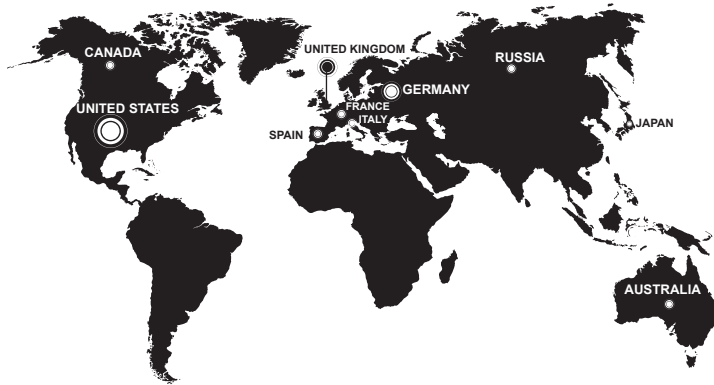 CANADA
UNITED KINGDOM
RUSSIA
GERMANY
UNITED STATES
FRANCE
ITALY
JAPAN
SPAIN
AUSTRALIA